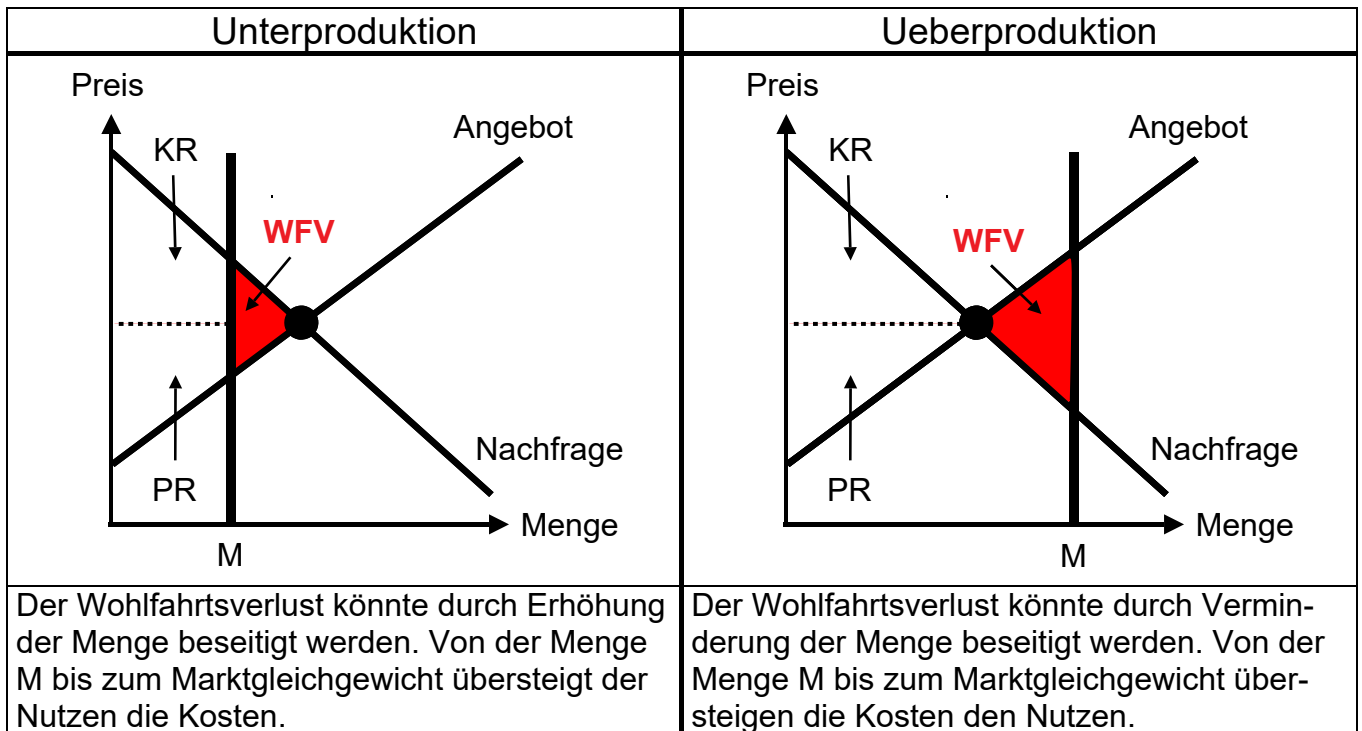 Unterproduktion
Preis
Angebot
KR
WFV
Nachfrage
PR
Menge
M
Der Wohlfahrtsverlust könnte durch Erhöhung
der Menge beseitigt werden. Von der Menge
M bis zum Marktgleichgewicht übersteigt der
Nutzen die Kosten.
Ueberproduktion
Preis
Angebot
KR
WFV
Nachfrage
PR
Menge
M
Der Wohlfahrtsverlust könnte durch Vermin-
derung der Menge beseitigt werden. Von der
Menge M bis zum Marktgleichgewicht über-
steigen die Kosten den Nutzen.